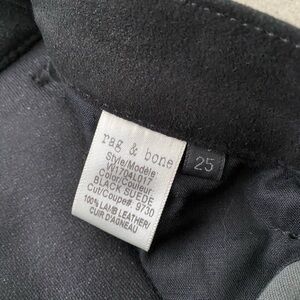 rag & bone
Style/Modèle:
W1704L017
Color/Couleur:
BLACK SUEDE
Cut/Coupe#: 9730
100% LAMB LEATHER/
CUIR D'AGNEAU
25